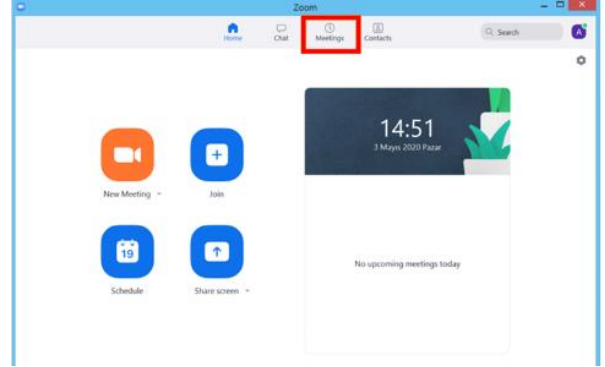 Zoom
Home
Chat
Meetings
Contacts
Search
A
14:51
3 Mayıs 2020 Pazar
New Meeting
Join
19
Schedule
Share screen
No upcoming meetings today